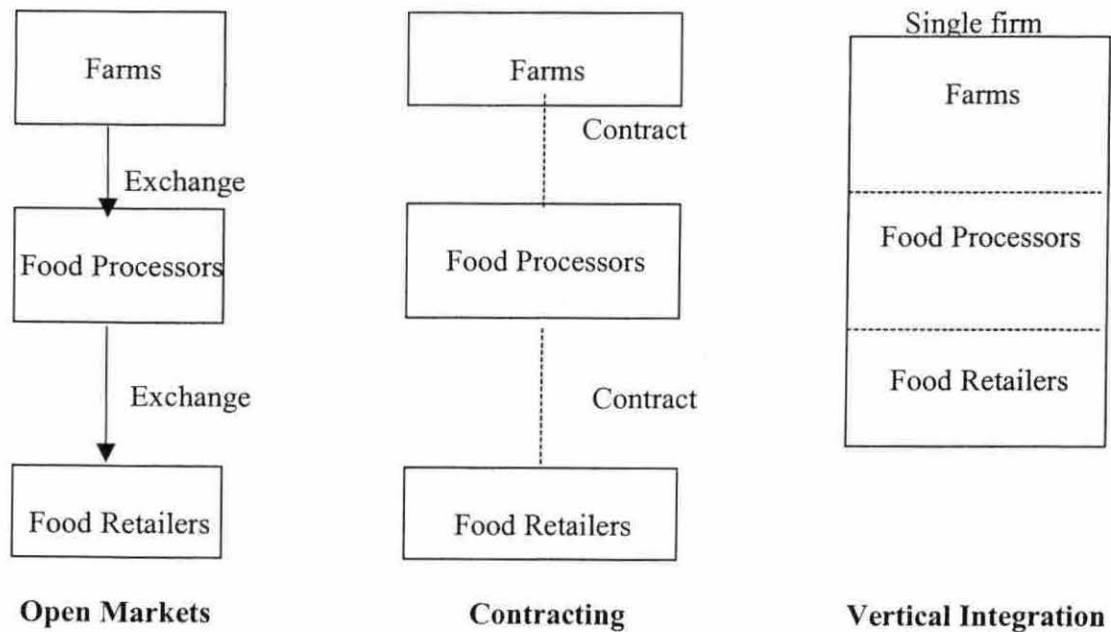 Farms
Exchange
Food Processors
Exchange
Food Retailers
Open Markets
Farms
Contract
Food Processors
Contract
Food Retailers
Contracting
Single firm
Farms
Food Processors
Food Retailers
Vertical Integration